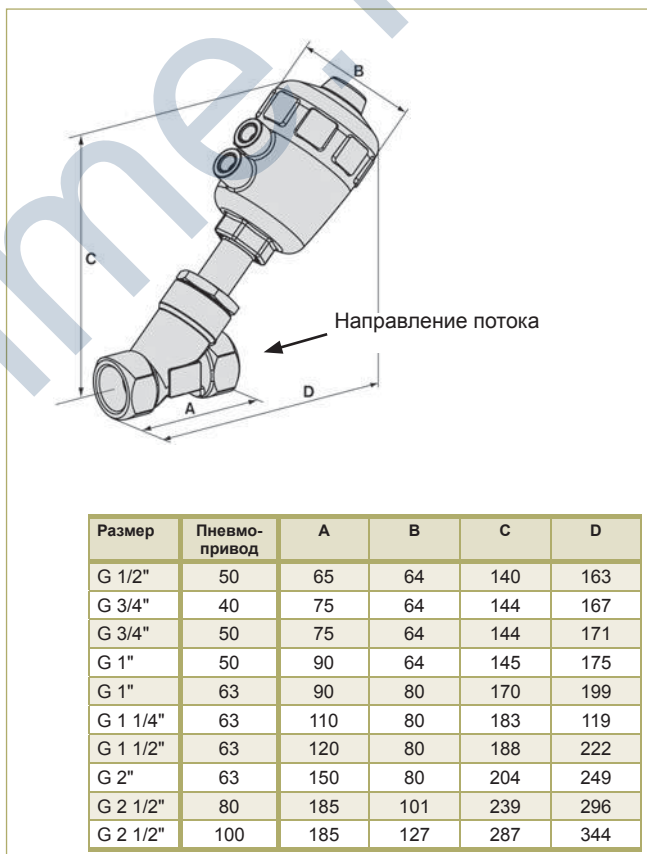 B
C
Направление потока
D
A
Размер Пневмо-привод A B C D
G 1/2" 50 65 64 140 163
G 3/4" 40 75 64 144 167
G 3/4" 50 75 64 144 171
G 1" 50 90 64 145 175
G 1" 63 90 80 170 199
G 1 1/4" 63 110 80 183 119
G 1 1/2" 63 120 80 188 222
G 2" 63 150 80 204 249
G 2 1/2" 80 185 101 239 296
G 2 1/2" 100 185 127 287 344